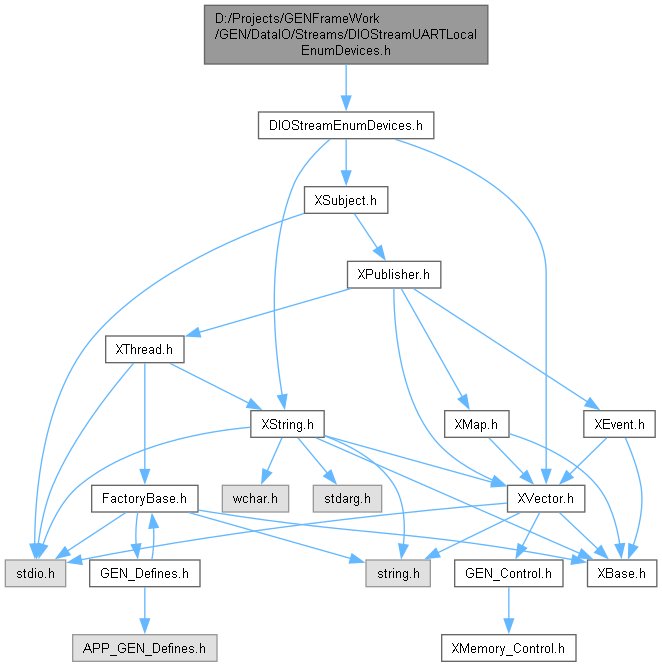 D:/Projects/GENFrameWork
/GEN/DataIO/Streams/DIOStreamUARTLocal
EnumDevices.h
DIOStreamEnumDevices.h
XSubject.h
XPublisher.h
XThread.h
XString.h
XMap.h
XEvent.h
FactoryBase.h
wchar.h
stdarg.h
XVector.h
stdio.h
GEN_Defines.h
string.h
GEN_Control.h
XBase.h
APP_GEN_Defines.h
XMemory_Control.h